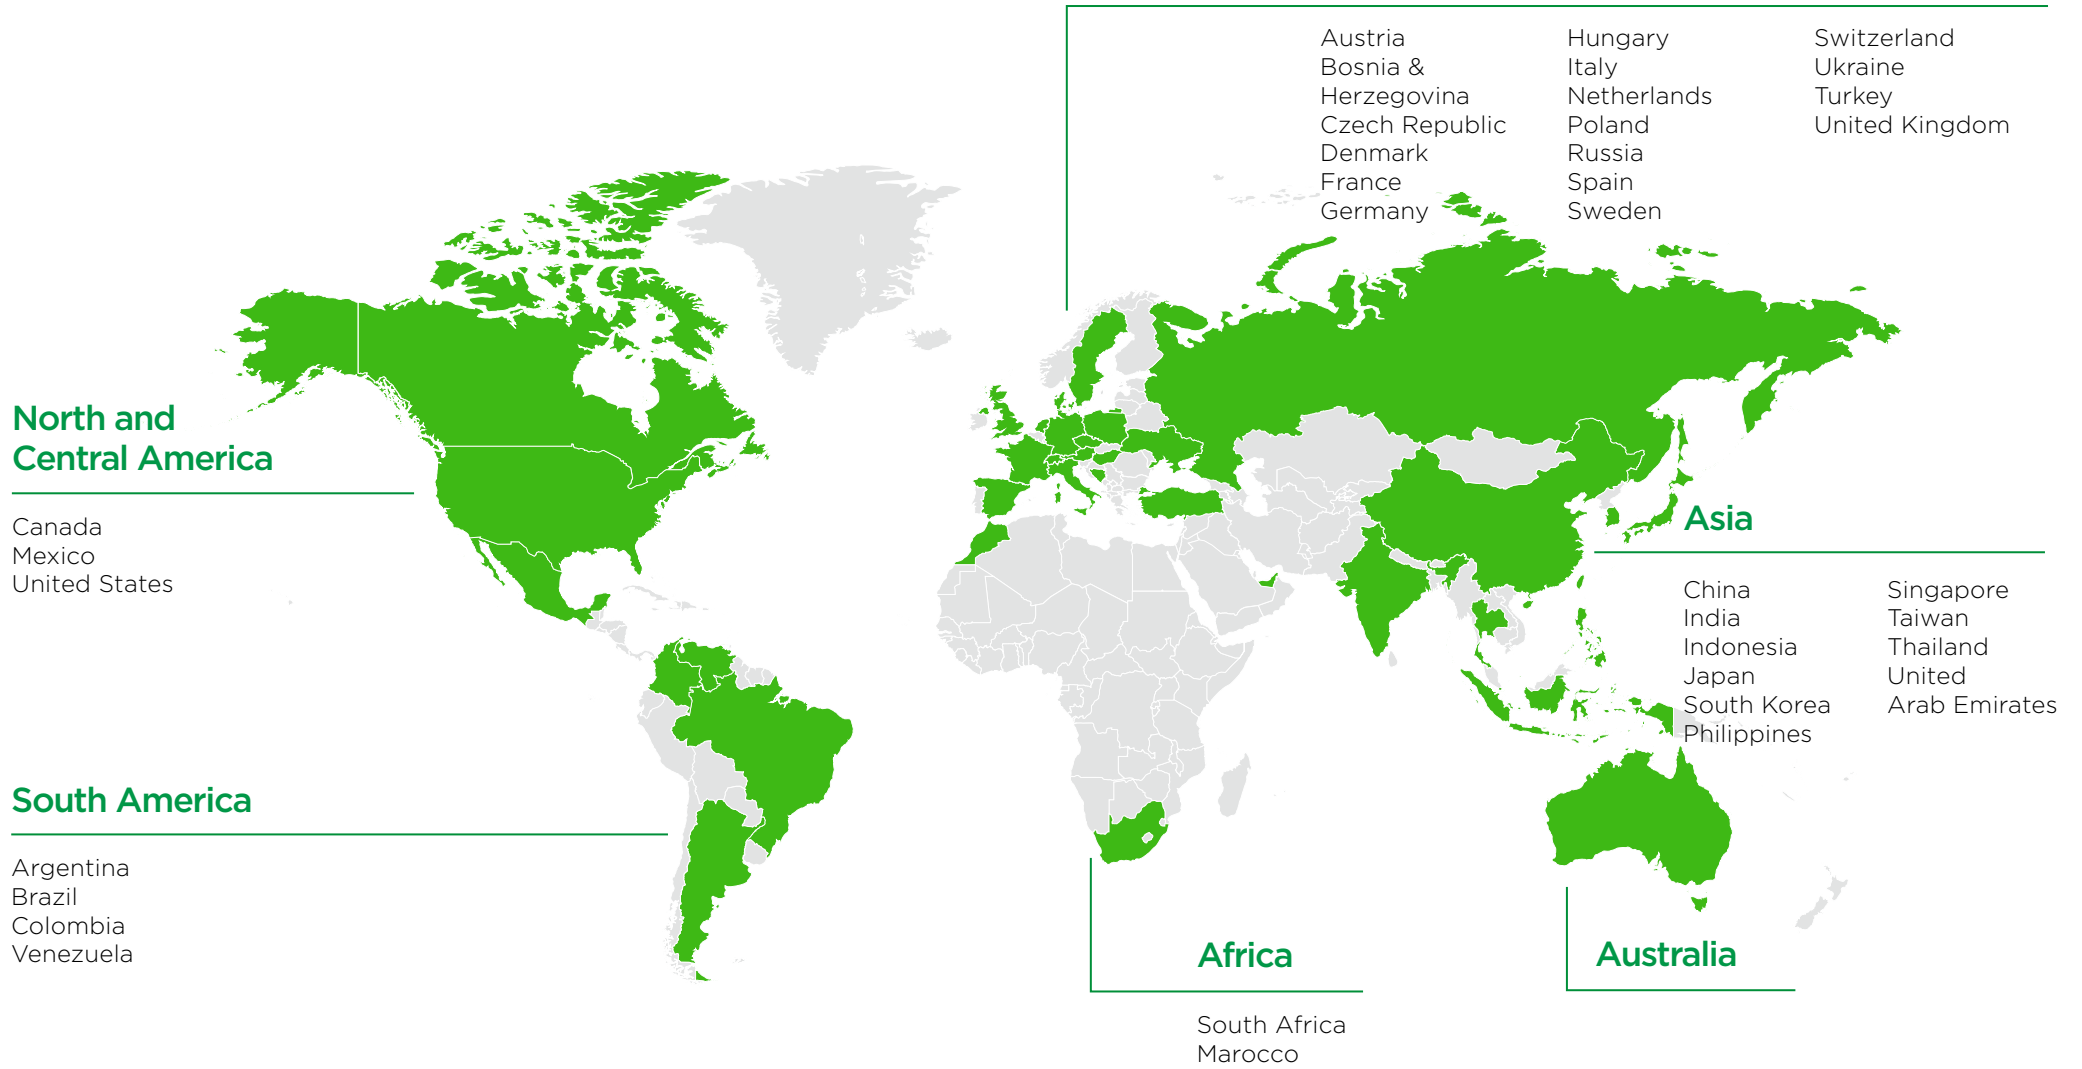 Austria
Bosnia &
Herzegovina
Czech Republic
Denmark
France
Germany
Hungary
Italy
Netherlands
Poland
Russia
Spain
Sweden
Switzerland
Ukraine
Turkey
United Kingdom
North and
Central America
Canada
Mexico
United States
Asia
China
India
Indonesia
Japan
South Korea
Philippines
Singapore
Taiwan
Thailand
United
Arab Emirates
South America
Argentina
Brazil
Colombia
Venezuela
Africa
South Africa
Marocco
Australia